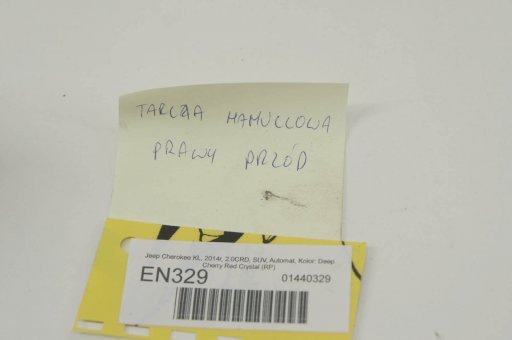 TARCZA HAMULCOWA
PRAWY PRZÓD
Jeep Cherokee KL, 2014r, 2.0CRD, SUV, Automat, Kolor: Deep
Cherry Red Crystal (RP)
EN329
01440329